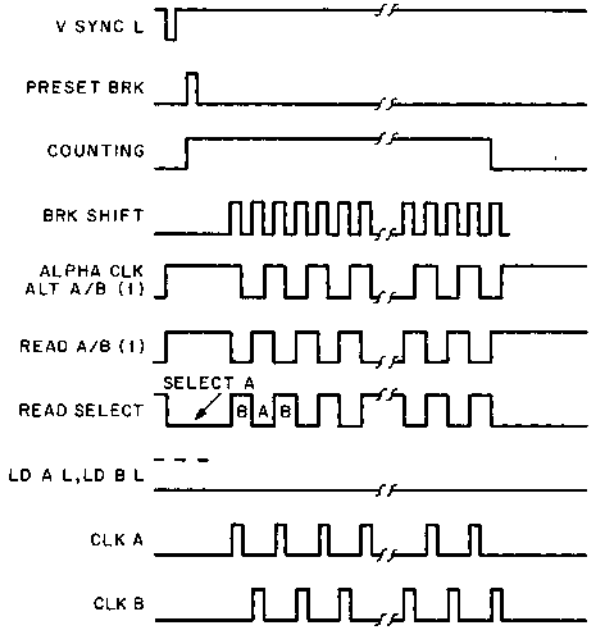 V SYNC L
PRESET BRK
COUNTING
BRK SHIFT
ALPHA CLK
ALT A/B (1)
READ A/B (1)
SELECT A
READ SELECT
B A B
LD A L, LD B L
CLK A
CLK B